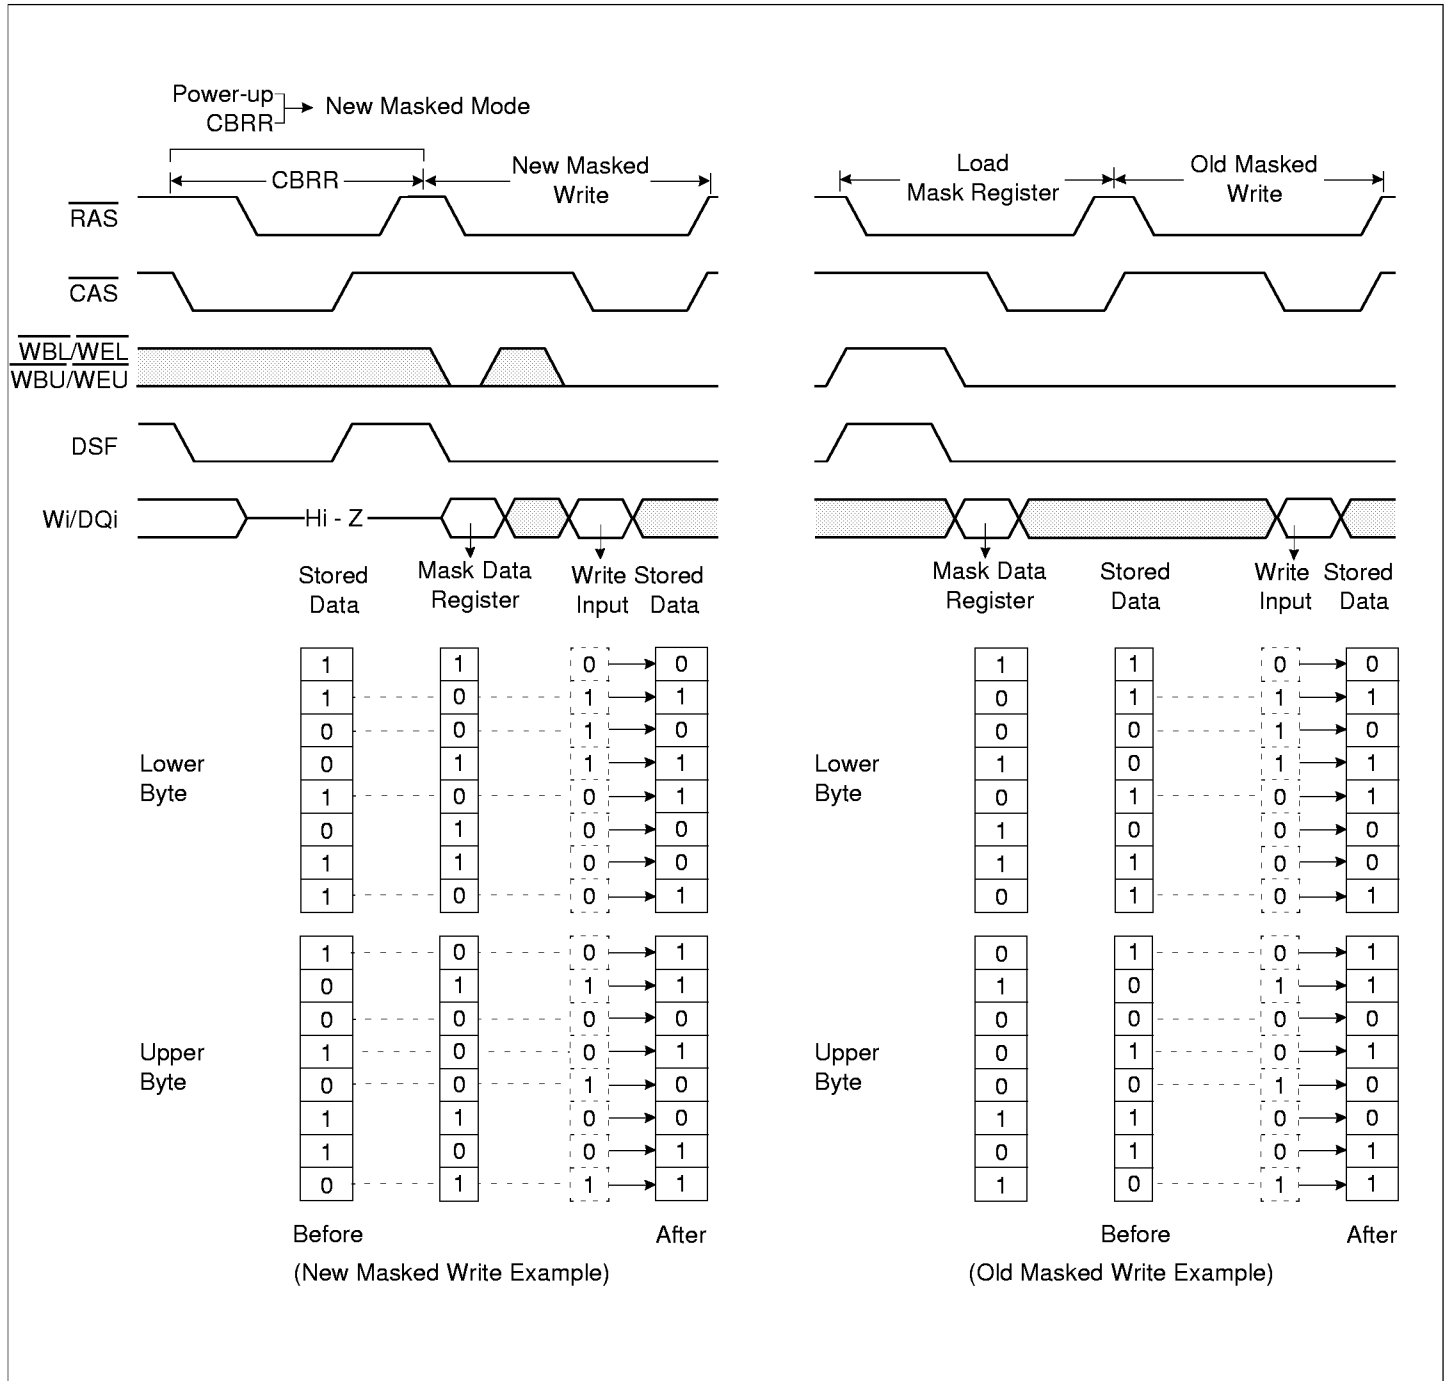 Power-up
CBRR
New Masked Mode
CBRR
New Masked
Write
Load
Mask Register
Old Masked
Write
RAS
CAS
WBL/WEL
WBU/WEU
DSF
Wi/DQi
Hi - Z
Stored
Data
Mask Data
Register
Write
Input
Stored
Data
Mask Data
Register
Stored
Data
Write
Input
Stored
Data
Lower
Byte
1 1 0 0
1 0 1 1
0 0 1 0
0 1 1 1
1 0 0 1
0 1 0 0
1 1 0 0
1 0 0 1
Lower
Byte
1 1 0 0
0 1 1 1
0 0 1 0
1 0 1 1
0 1 0 1
1 0 0 0
1 1 0 0
0 1 0 1
Upper
Byte
1 0 0 1
0 1 1 1
0 0 0 0
1 0 0 1
0 0 1 0
1 1 0 0
1 0 0 1
0 1 1 1
Upper
Byte
0 1 0 1
1 0 1 1
0 0 0 0
0 1 0 1
0 0 1 0
1 1 0 0
0 1 0 1
1 0 1 1
Before
After
(New Masked Write Example)
Before
After
(Old Masked Write Example)